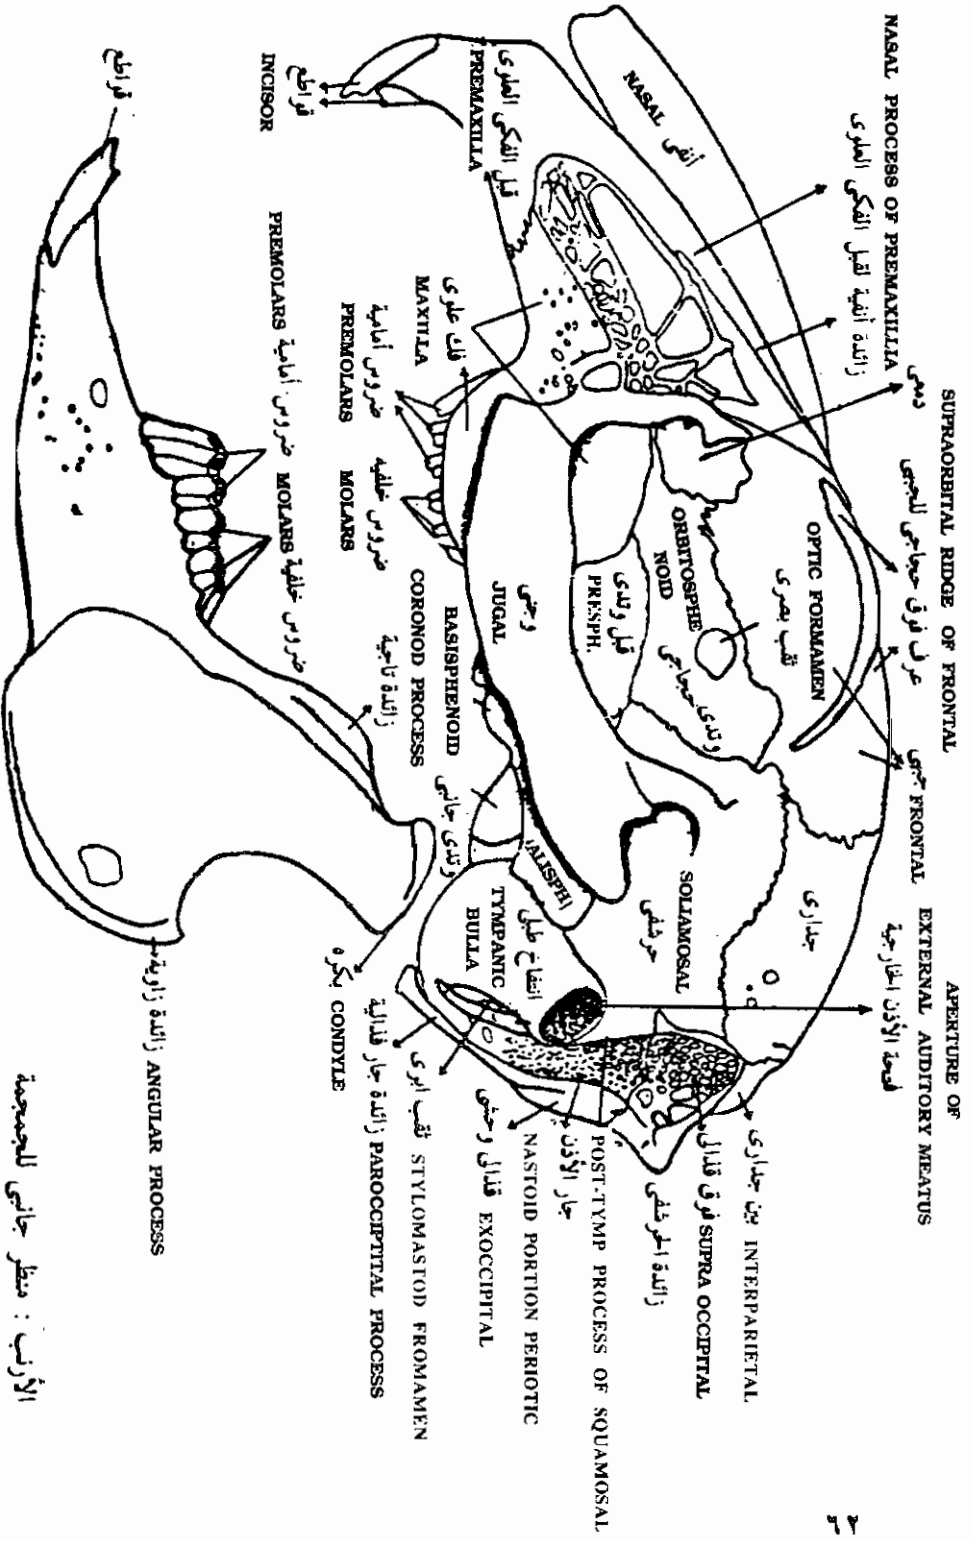 ٦٢
APERTURE OF
EXTERNAL AUDITORY MEATUS
فتحة الأذن الخارجية
SUPRAORBITAL RIDGE OF FRONTAL
عرف فوق حجاجى للجبهى
جبهى FRONTAL
NASAL PROCESS OF PREMAXILLIA
زائدة أنفية لقبل الفكى العلوى
دمعى
NASAL أنفى
OPTIC FORMAMEN
ثقب بصرى
جدارى
ORBITOSPHE
NOID
وتدى حجاجى
قبل وتدى
PRESPH.
SOLIAMOSAL
حرشفى
بين جدارى INTERPARIETAL
فوق قذالى SUPRA OCCIPITAL
زائدة الحرشفى
POST-TYMP PROCESS OF SQUAMOSAL
جار الأذن
NASTOID PORTION PERIOTIC
قذالى وحشى EXOCCIPITAL
ثقب ابرى STYLOMASTOD FROMAMEN
زائدة جار قذالية PAROCCIPTITAL PROCESS
قبل الفكى العلوى
PREMAXILLA
فك علوى
MAXILLA
وجنى
JUGAL
(ALISPH)
انتفاخ طبلى
TYMPANIC
BULLA
BASISPHENOID
وتدى جانبى
CORONOD PROCESS
زائدة تاجية
ضروس أمامية
PREMOLARS
ضروس خلفيه
MOLARS
قواطع
INCISOR
PREMOLARS ضروس أمامية
MOLARS ضروس خلفية
بكره CONDYLE
قواطع
زائدة زاوية ANGULAR PROCESS
الأرنب : منظر جانبى للجمجمة